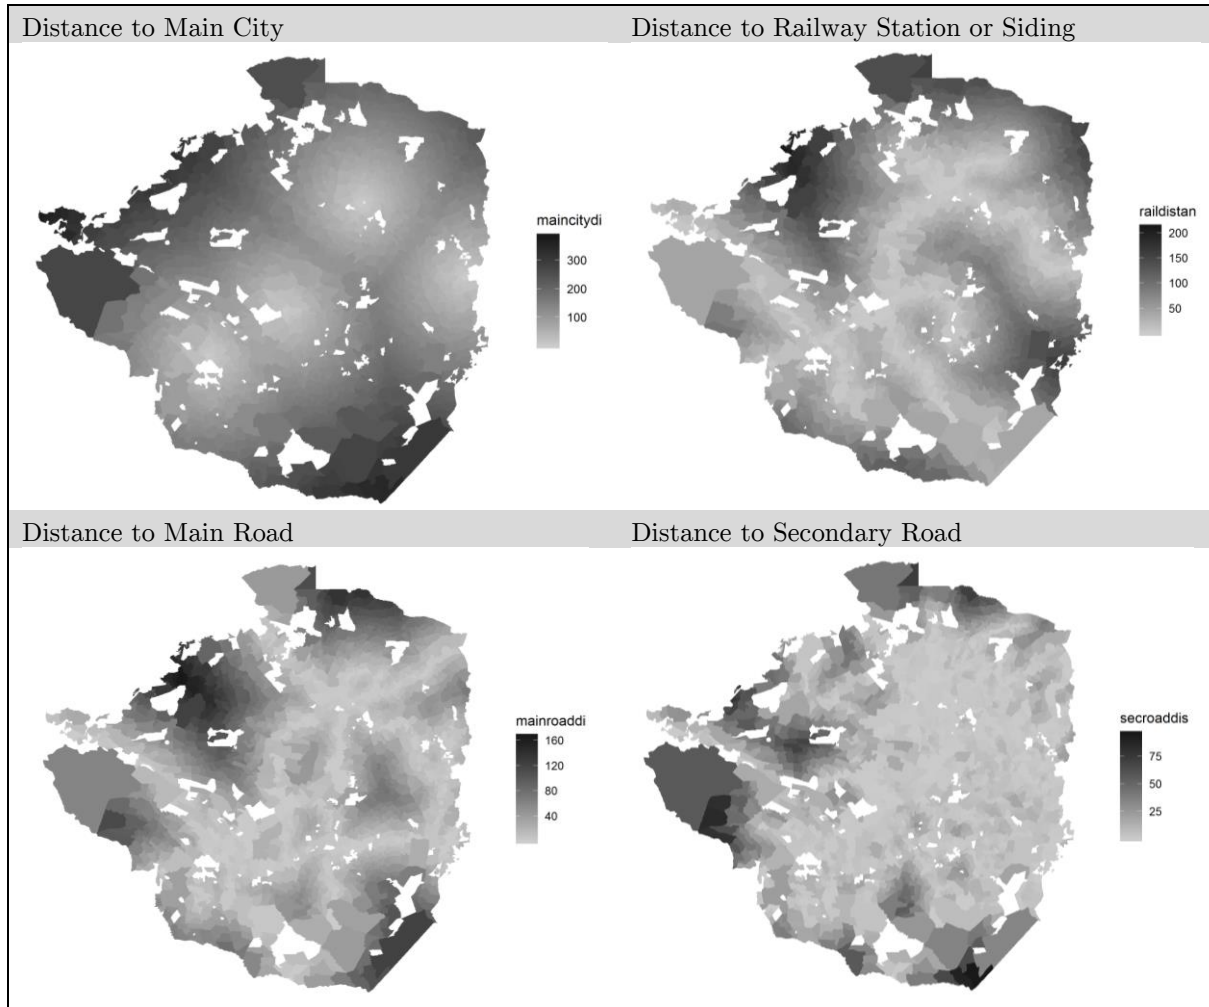 Distance to Main City
Distance to Railway Station or Siding
maincitydi
300
200
100
raildistan
200
150
100
50
Distance to Main Road
Distance to Secondary Road
mainroaddi
160
120
80
40
secroaddis
75
50
25